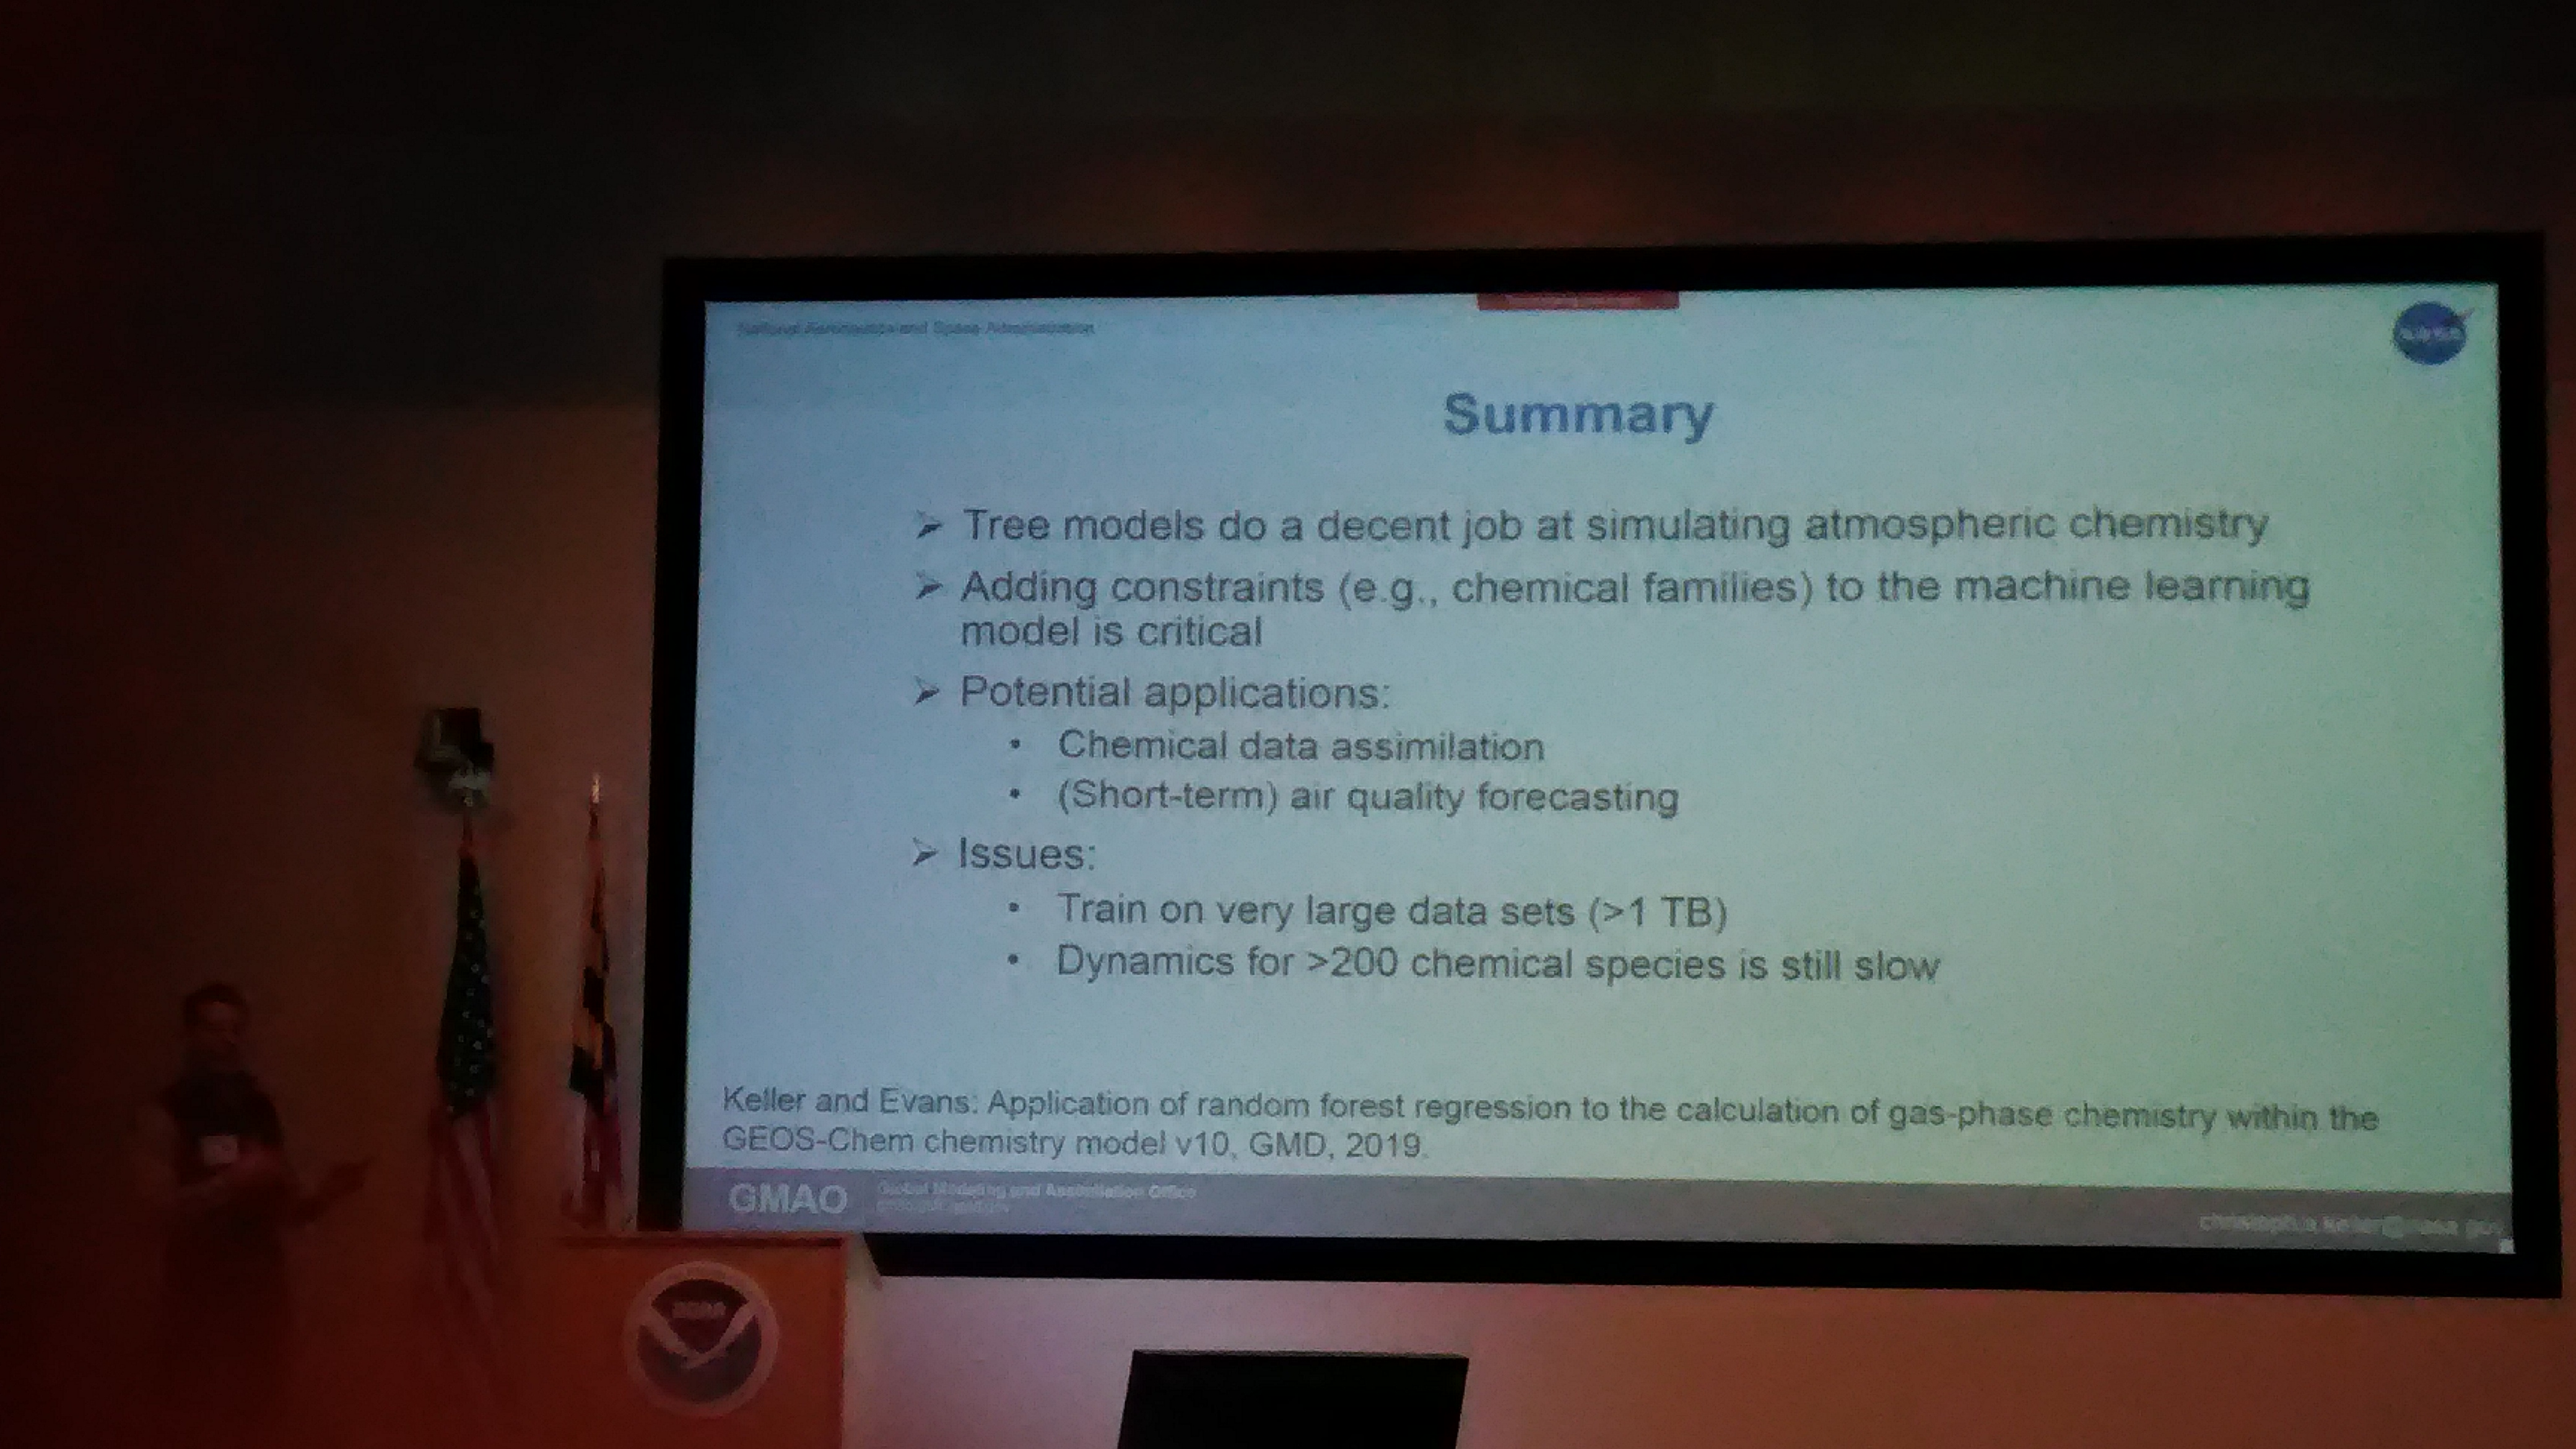 National Aeronautics and Space Administration
Summary
➢ Tree models do a decent job at simulating atmospheric chemistry
➢ Adding constraints (e.g., chemical families) to the machine learning
model is critical
➢ Potential applications:
• Chemical data assimilation
• (Short-term) air quality forecasting
➢ Issues:
• Train on very large data sets (>1 TB)
• Dynamics for >200 chemical species is still slow
Keller and Evans: Application of random forest regression to the calculation of gas-phase chemistry within the
GEOS-Chem chemistry model v10, GMD, 2019.
GMAO
Global Modeling and Assimilation Office
christoph.a.keller@nasa.gov